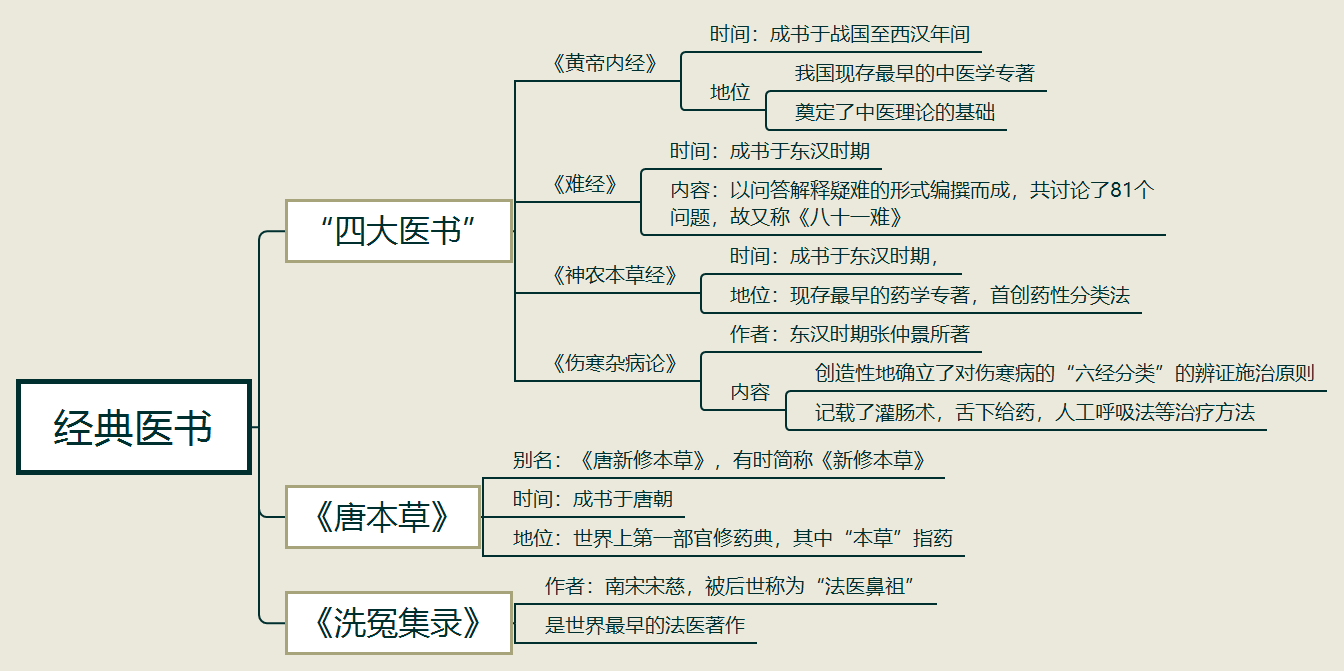 经典医书
“四大医书”
《黄帝内经》
时间：成书于战国至西汉年间
地位
我国现存最早的中医学专著
奠定了中医理论的基础
《难经》
时间：成书于东汉时期
内容：以问答解释疑难的形式编撰而成，共讨论了81个
问题，故又称《八十一难》
《神农本草经》
时间：成书于东汉时期，
地位：现存最早的药学专著，首创药性分类法
《伤寒杂病论》
作者：东汉时期张仲景所著
内容
创造性地确立了对伤寒病的“六经分类”的辨证施治原则
记载了灌肠术，舌下给药，人工呼吸法等治疗方法
《唐本草》
别名：《唐新修本草》，有时简称《新修本草》
时间：成书于唐朝
地位：世界上第一部官修药典，其中“本草”指药
《洗冤集录》
作者：南宋宋慈，被后世称为“法医鼻祖”
是世界最早的法医著作